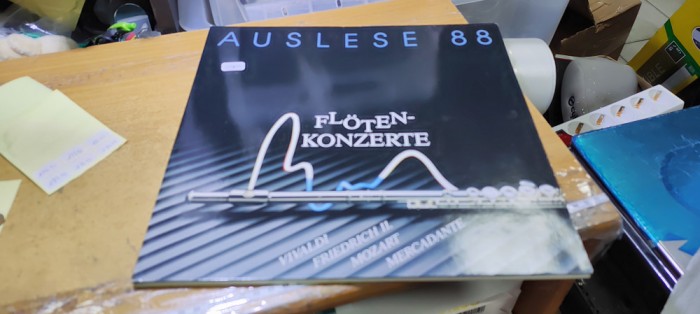 AUSLESE 88
FLÖTEN-
KONZERTE
VIVALDI
FRIEDRICH II.
MOZART
MERCADANTE